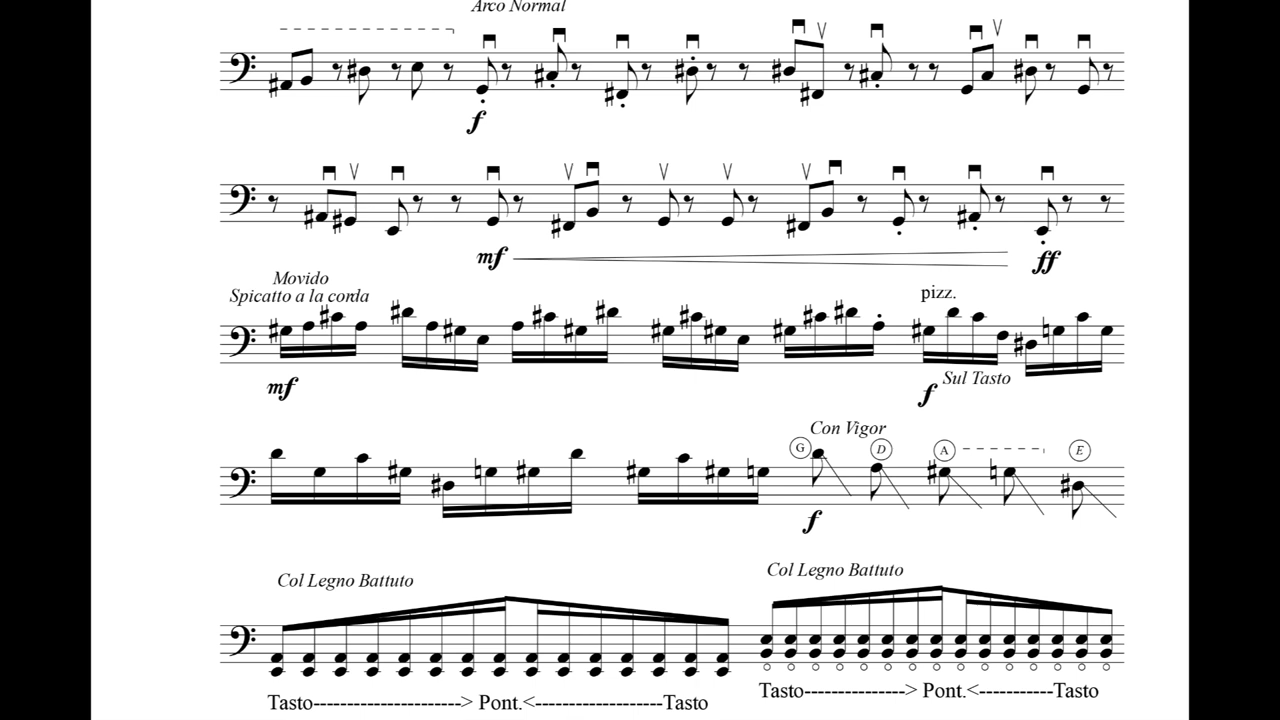 Arco Normal
f
mf ff
Movido
Spicatto a la corda
pizz.
mf f Sul Tasto
Con Vigor
G D A E
f
Col Legno Battuto Col Legno Battuto
Tasto----------------------> Pont.<-------------------Tasto Tasto---------------> Pont.<-----------Tasto